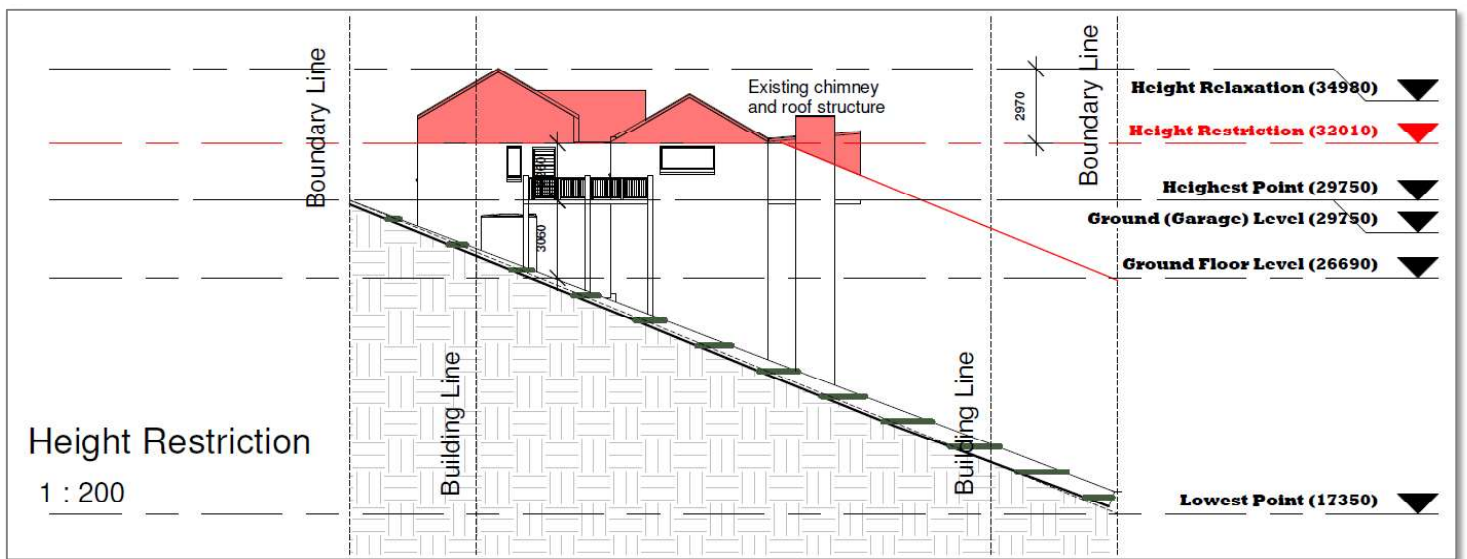 Boundary Line
Building Line
Existing chimney
and roof structure
2970
3060
Building Line
Boundary Line
Height Relaxation (34980)
Height Restriction (32010)
Heighest Point (29750)
Ground (Garage) Level (29750)
Ground Floor Level (26690)
Lowest Point (17350)
Height Restriction
1 : 200